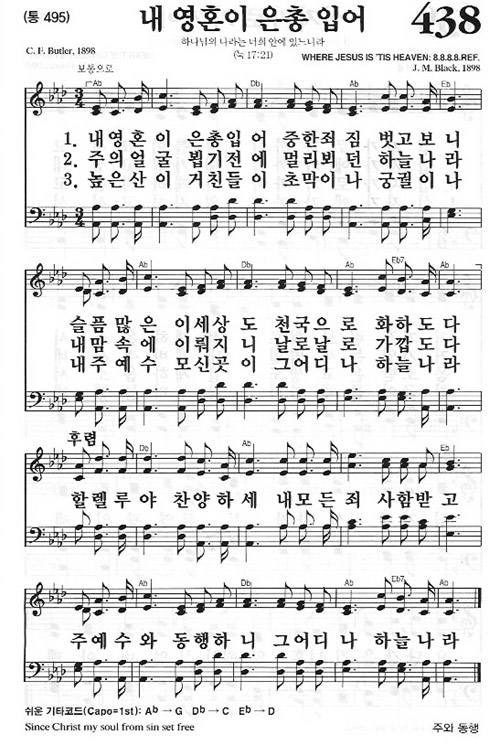 (통 495)
내 영혼이 은총 입어
438
하나님의 나라는 너희 안에 있느니라
(눅 17:21)
C. F. Butler, 1898
WHERE JESUS IS 'TIS HEAVEN: 8.8.8.8.REF.
J. M. Black, 1898
보통으로
Ab Db Ab Eb
3/4
1. 내영혼이 은총입어 중한죄짐 벗고보니
2. 주의얼굴 뵙기전에 멀리뵈던 하늘나라
3. 높은산이 거친들이 초막이나 궁궐이나
Ab Db Ab Eb7 Ab
슬픔많은 이세상도 천국으로 화하도다
내맘속에 이뤄지니 날로날로 가깝도다
내주예수 모신곳이 그어디나 하늘나라
후렴
Db Ab Eb
할렐루야 찬양하세 내모든죄 사함받고
Ab Db Ab Eb7 Ab
주예수와 동행하니 그어디나 하늘나라
쉬운 기타코드(Capo=1st): Ab → G Db → C Eb → D
Since Christ my soul from sin set free
주와 동행